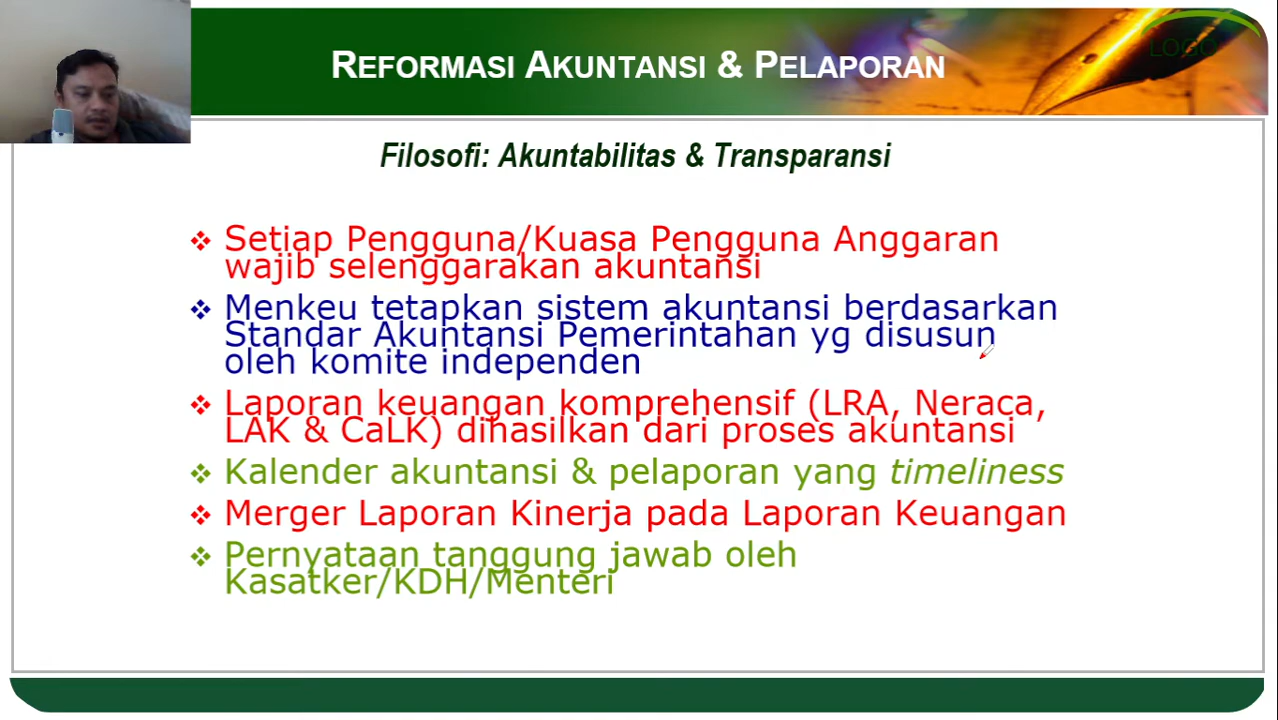 REFORMASI AKUNTANSI & PELAPORAN
LOGO
Filosofi: Akuntabilitas & Transparansi
Setiap Pengguna/Kuasa Pengguna Anggaran
wajib selenggarakan akuntansi
Menkeu tetapkan sistem akuntansi berdasarkan
Standar Akuntansi Pemerintahan yg disusun
oleh komite independen
Laporan keuangan komprehensif (LRA, Neraca,
LAK & CaLK) dihasilkan dari proses akuntansi
Kalender akuntansi & pelaporan yang timeliness
Merger Laporan Kinerja pada Laporan Keuangan
Pernyataan tanggung jawab oleh
Kasatker/KDH/Menteri